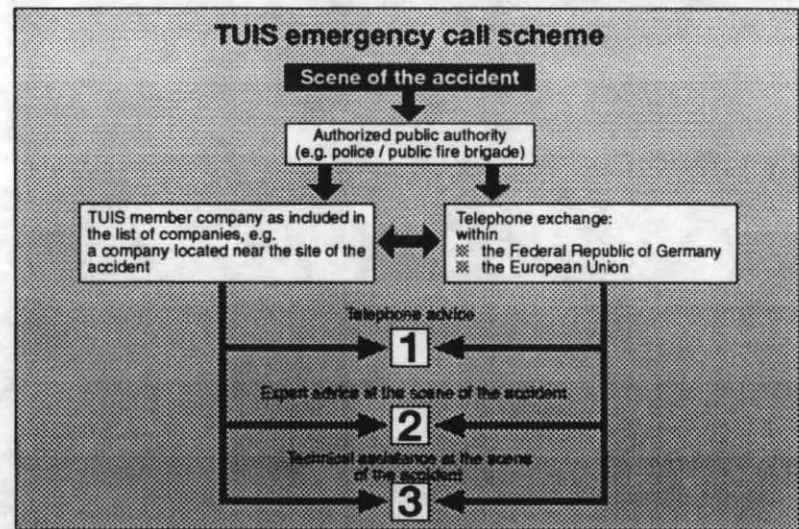 TUIS emergency call scheme
Scene of the accident
Authorized public authority
(e.g. police / public fire brigade)
TUIS member company as included in
the list of companies, e.g.
a company located near the site of the
accident
Telephone exchange:
within
※ the Federal Republic of Germany
※ the European Union
Telephone advice
1
Expert advice at the scene of the accident
2
Technical assistance at the scene
of the accident
3